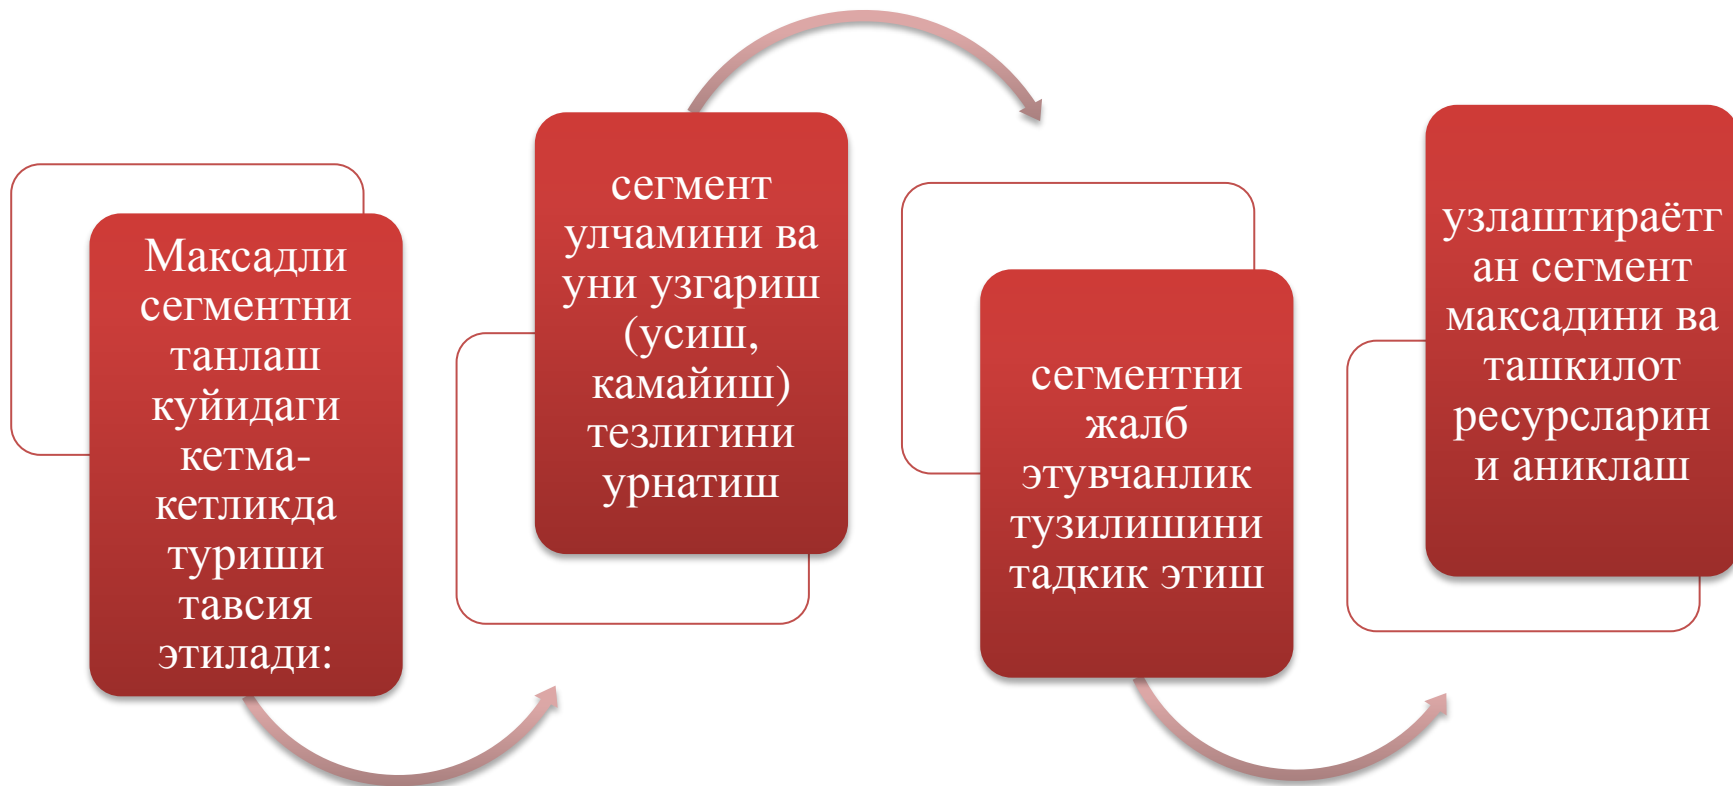 Максадли
сегментни
танлаш
куйидаги
кетма-
кетликда
туриши
тавсия
этилади:
сегмент
улчамини ва
уни узгариш
(усиш,
камайиш)
тезлигини
урнатиш
сегментни
жалб
этувчанлик
тузилишини
тадкик этиш
узлаштираётг
ан сегмент
максадини ва
ташкилот
ресурсларин
и аниклаш